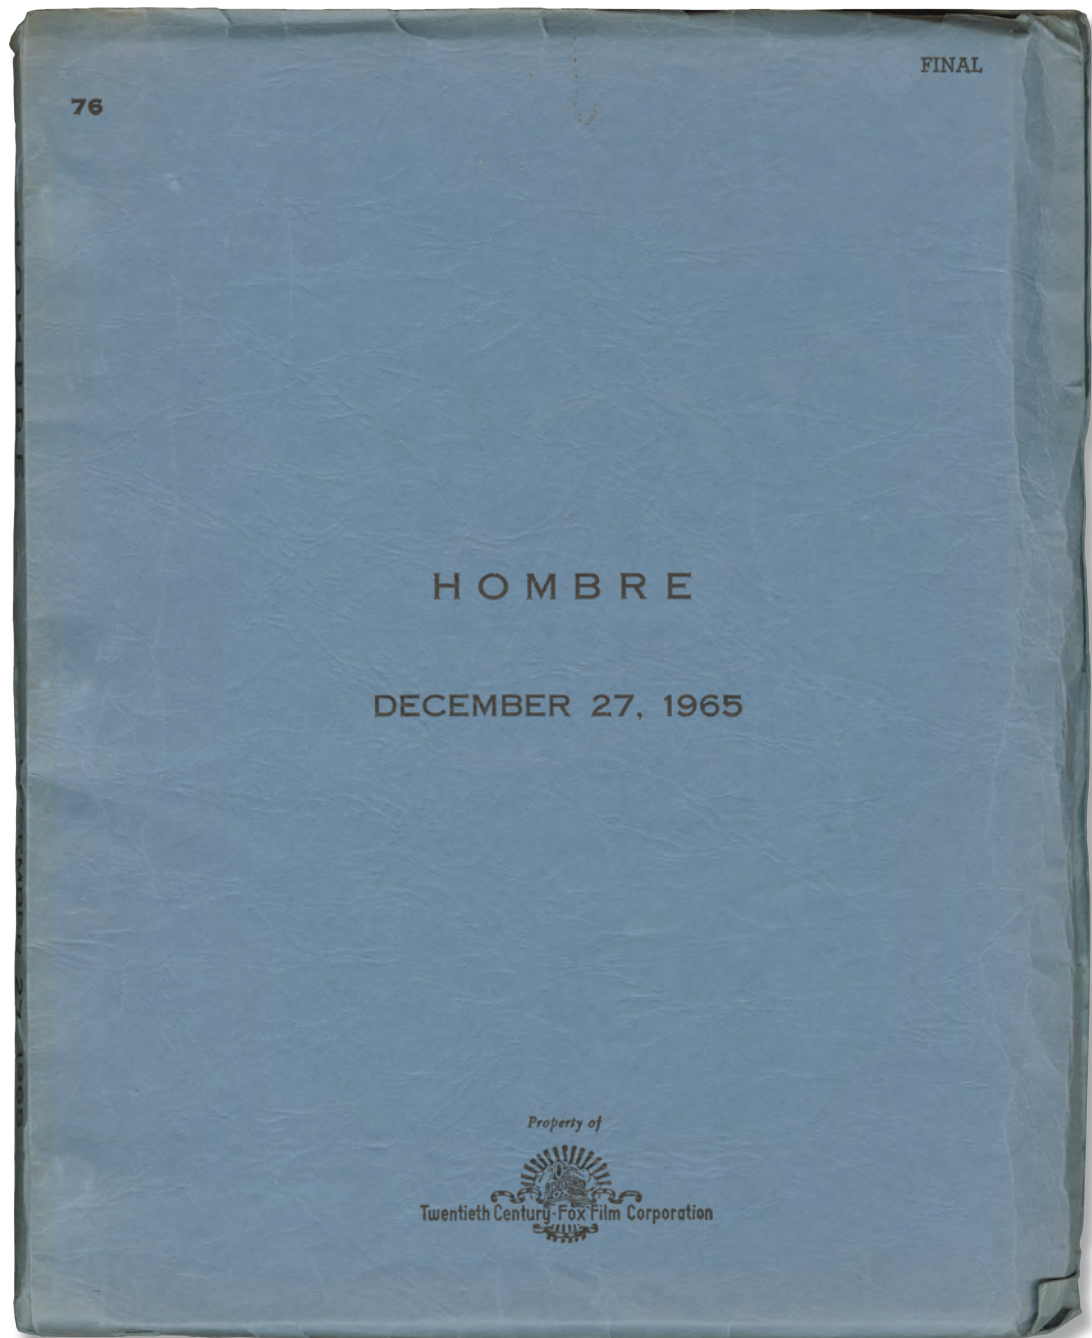 FINAL
76
HOMBRE
DECEMBER 27, 1965
Property of
Twentieth Century-Fox Film Corporation